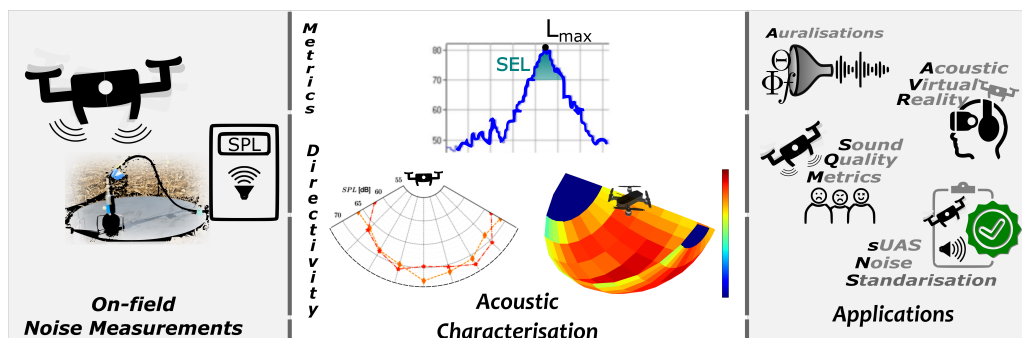 SPL
On-field
Noise Measurements
Metrics
Lmax
SEL
80
70
60
50
Directivity
SPL [dB]
55
60
65
70
Acoustic
Characterisation
Auralisations
Θ
Φf
Acoustic
Virtual
Reality
Sound
Quality
Metrics
sUAS
Noise
Standarisation
Applications